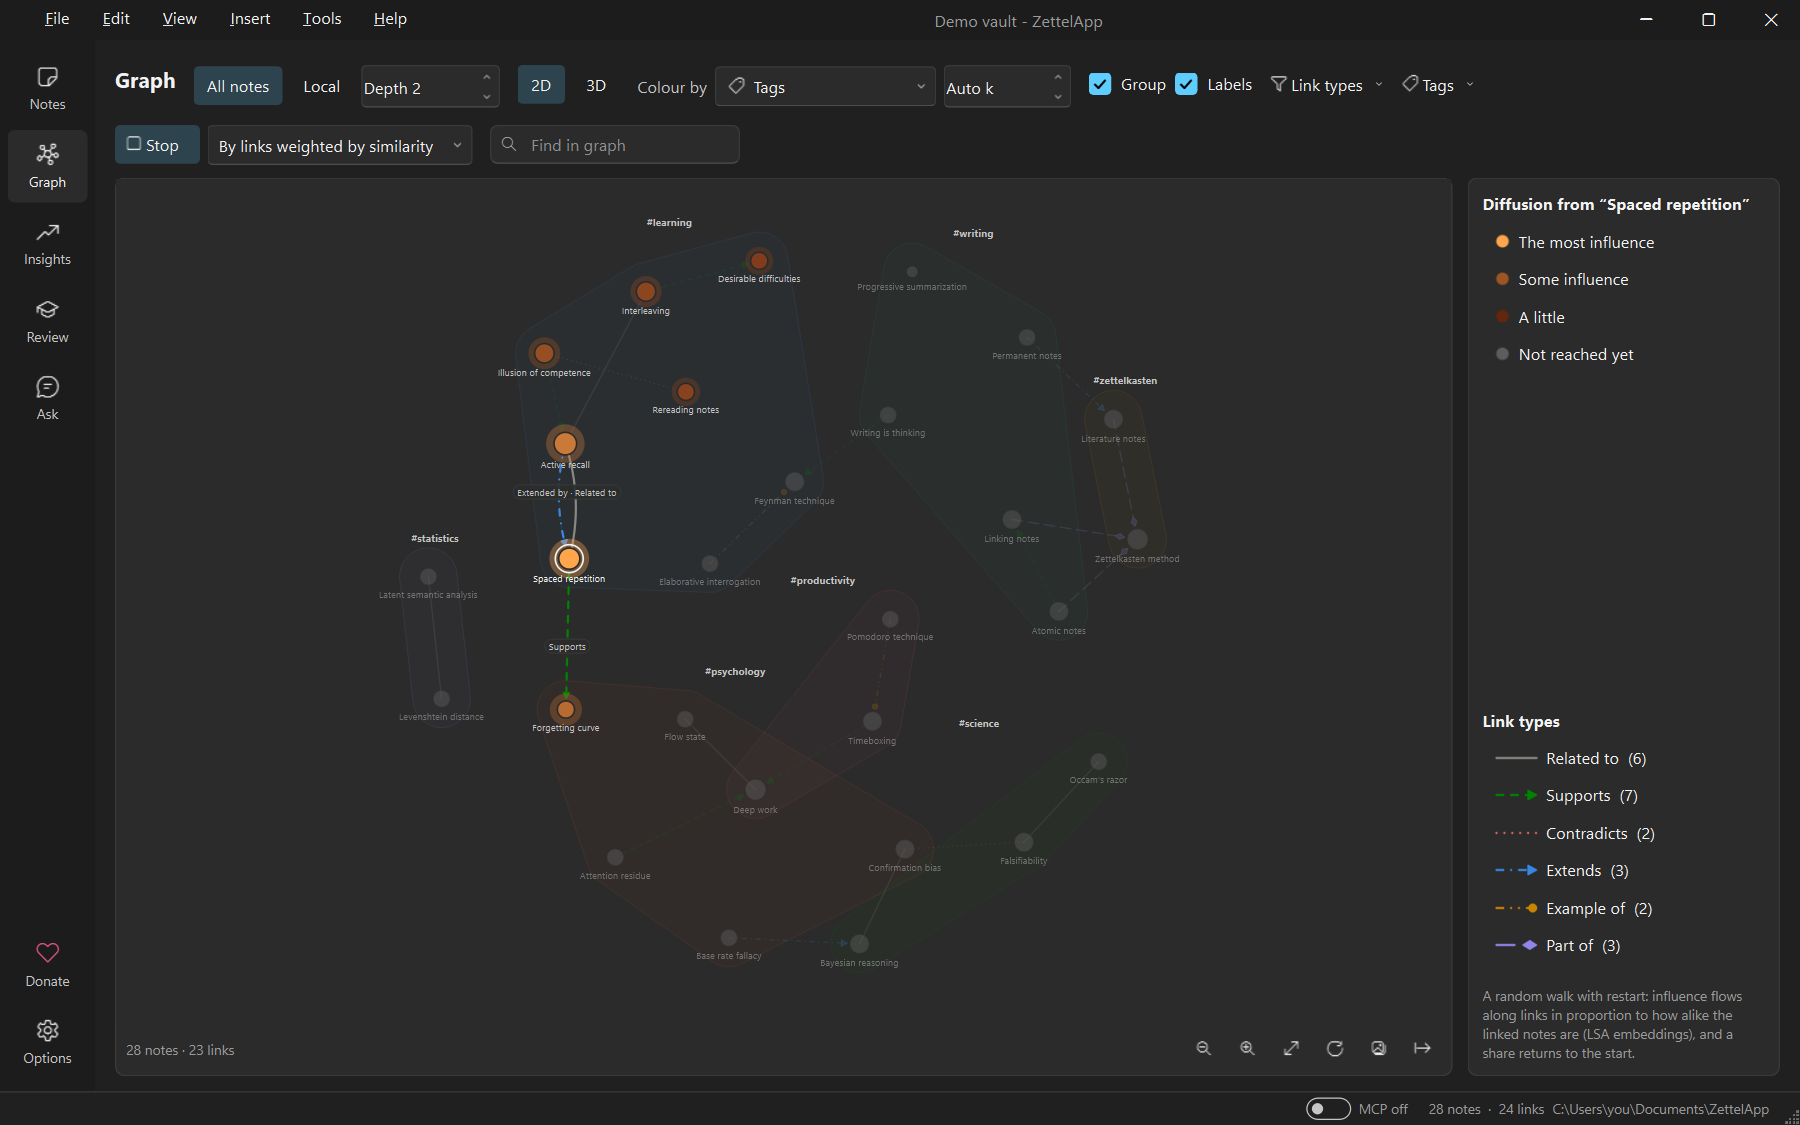 File Edit View Insert Tools Help
Demo vault - ZettelApp
Notes
Graph
Insights
Review
Ask
Donate
Options
Graph All notes Local Depth 2 2D 3D Colour by Tags Auto k Group Labels Link types Tags
Stop By links weighted by similarity Find in graph
#learning
Desirable difficulties
Interleaving
Illusion of competence
Rereading notes
Active recall
Extended by · Related to
Spaced repetition
Feynman technique
Elaborative interrogation
#writing
Progressive summarization
Permanent notes
Writing is thinking
Linking notes
Atomic notes
#zettelkasten
Literature notes
Zettelkasten method
#statistics
Latent semantic analysis
Levenshtein distance
#productivity
Pomodoro technique
Timeboxing
Supports
#psychology
Forgetting curve
Flow state
Deep work
Attention residue
Confirmation bias
Base rate fallacy
#science
Occam's razor
Falsifiability
Bayesian reasoning
28 notes · 23 links
Diffusion from “Spaced repetition”
The most influence
Some influence
A little
Not reached yet
Link types
Related to (6)
Supports (7)
Contradicts (2)
Extends (3)
Example of (2)
Part of (3)
A random walk with restart: influence flows
along links in proportion to how alike the
linked notes are (LSA embeddings), and a
share returns to the start.
MCP off 28 notes · 24 links C:\Users\you\Documents\ZettelApp